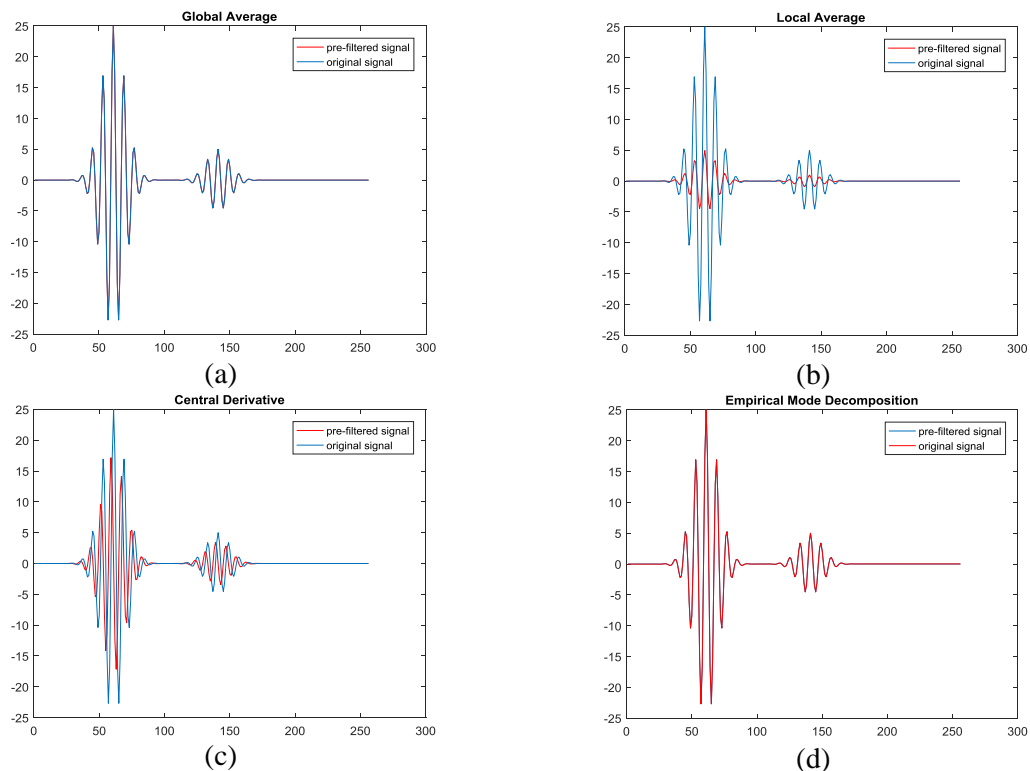 Global Average
25
20
15
10
5
0
-5
-10
-15
-20
-25
0 50 100 150 200 250 300
pre-filtered signal
original signal
(a)
Local Average
25
20
15
10
5
0
-5
-10
-15
-20
-25
0 50 100 150 200 250 300
pre-filtered signal
original signal
(b)
Central Derivative
25
20
15
10
5
0
-5
-10
-15
-20
-25
0 50 100 150 200 250 300
pre-filtered signal
original signal
(c)
Empirical Mode Decomposition
25
20
15
10
5
0
-5
-10
-15
-20
-25
0 50 100 150 200 250 300
pre-filtered signal
original signal
(d)